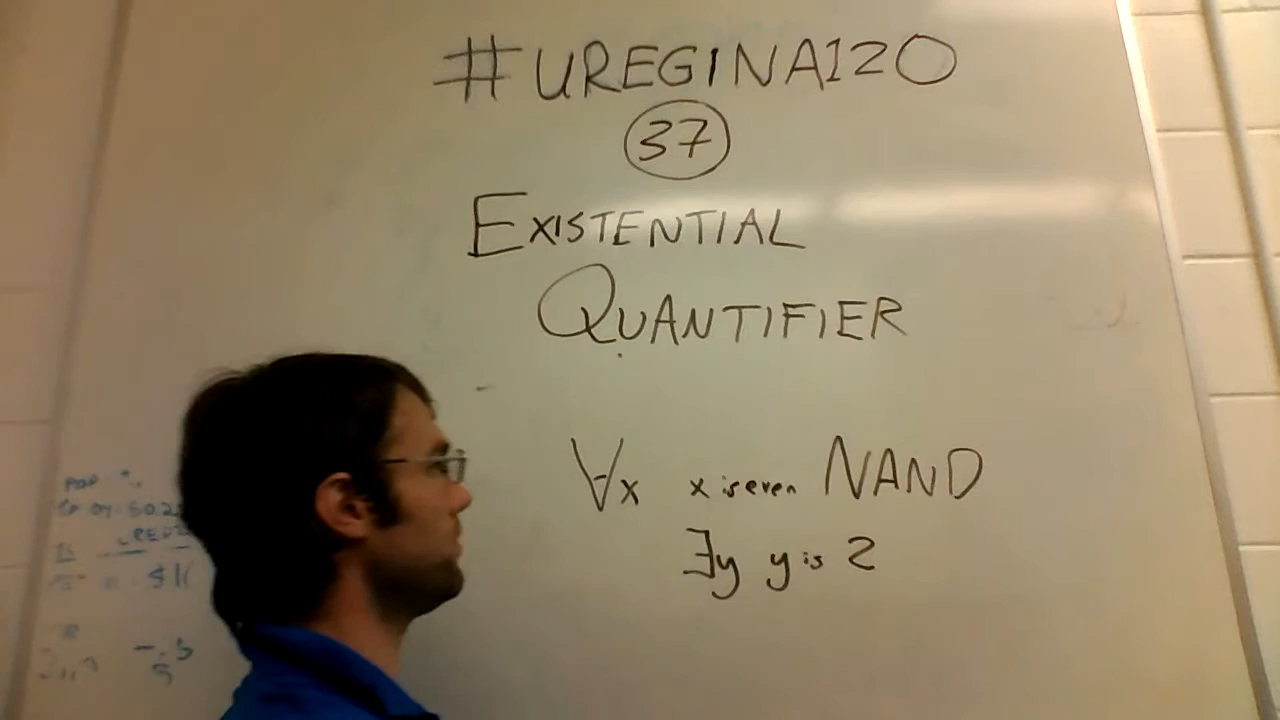 #UREGINA120
37
EXISTENTIAL
QUANTIFIER
∀x x is even NAND
∃y y is 2